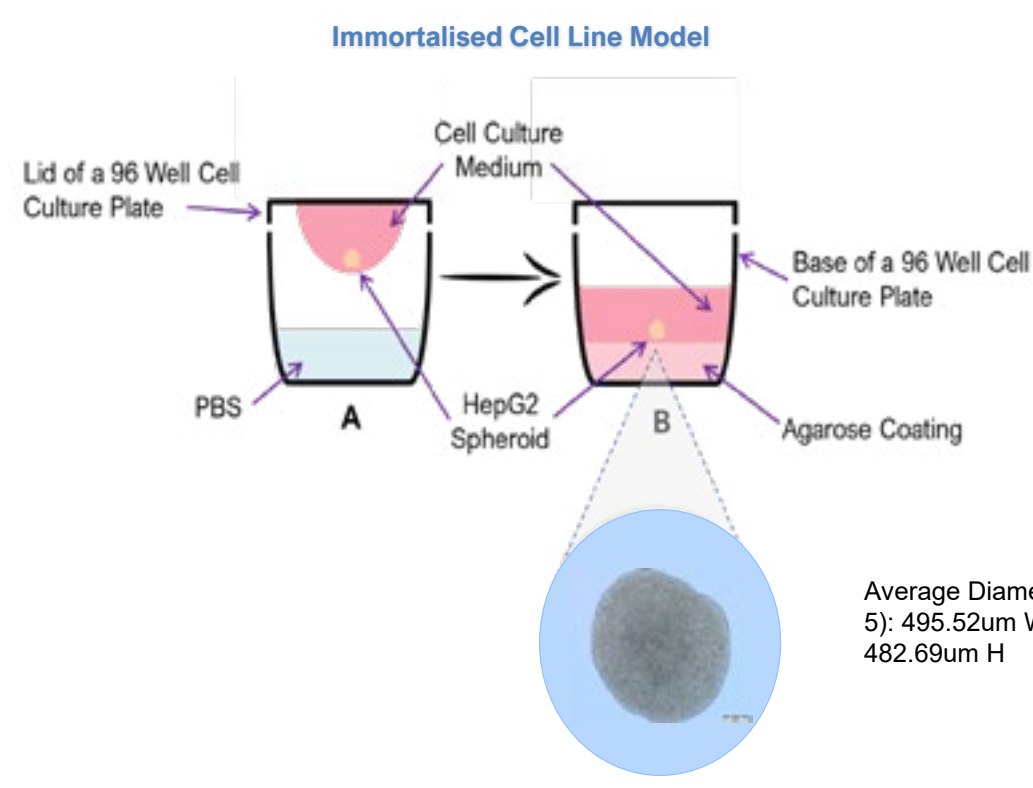 Immortalised Cell Line Model
Cell Culture
Medium
Lid of a 96 Well Cell
Culture Plate
Base of a 96 Well Cell
Culture Plate
PBS
A
HepG2
Spheroid
B
Agarose Coating
Average
5): 495.52um
482.69um H